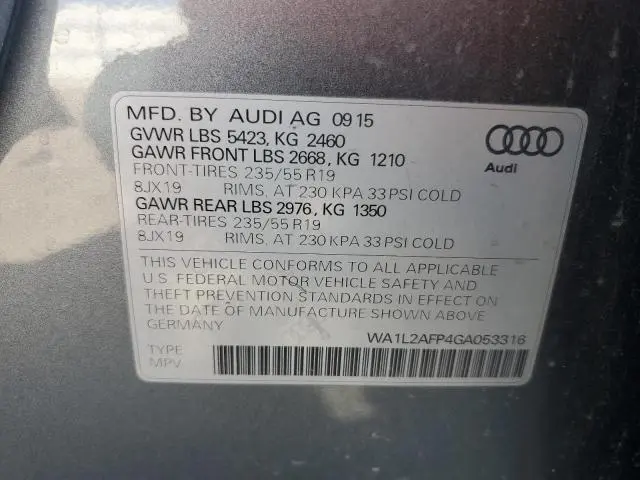 MFD. BY AUDI AG 0915
GVWR LBS 5423, KG 2460
GAWR FRONT LBS 2668, KG 1210
FRONT-TIRES 235/55 R19
8JX19 RIMS, AT 230 KPA 33 PSI COLD
GAWR REAR LBS 2976, KG 1350
REAR-TIRES 235/55 R19
8JX19 RIMS, AT 230 KPA 33 PSI COLD
Audi
THIS VEHICLE CONFORMS TO ALL APPLICABLE
U.S. FEDERAL MOTOR VEHICLE SAFETY AND
THEFT PREVENTION STANDARDS IN EFFECT ON
THE DATE OF MANUFACTURE SHOWN ABOVE
GERMANY
WA1L2AFP4GA053316
TYPE
MPV